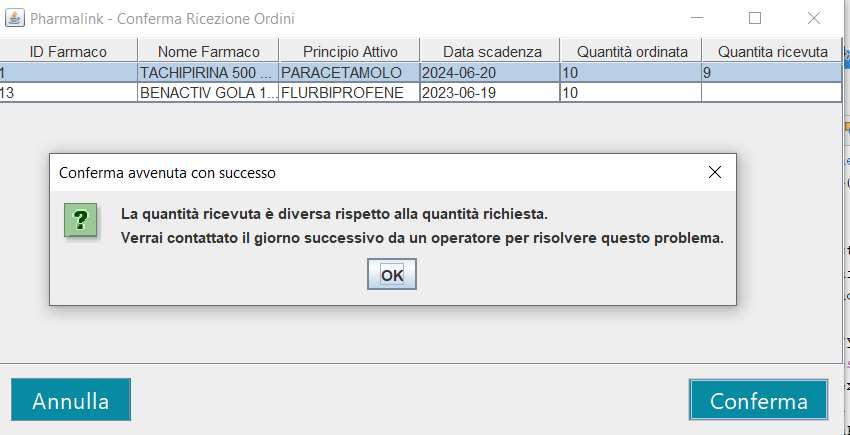 Pharmalink - Conferma Ricezione Ordini
ID Farmaco Nome Farmaco Principio Attivo Data scadenza Quantità ordinata Quantita ricevuta
1 TACHIPIRINA 500 ... PARACETAMOLO 2024-06-20 10 9
13 BENACTIV GOLA 1... FLURBIPROFENE 2023-06-19 10
Conferma avvenuta con successo
La quantità ricevuta è diversa rispetto alla quantità richiesta.
Verrai contattato il giorno successivo da un operatore per risolvere questo problema.
OK
Annulla Conferma